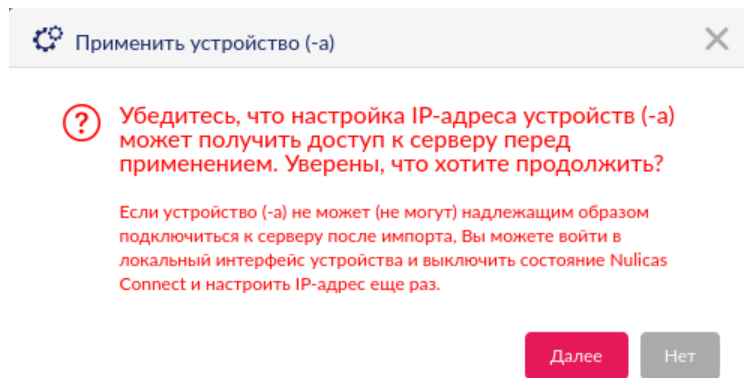 Применить устройство (-а)
Убедитесь, что настройка IP-адреса устройств (-а)
может получить доступ к серверу перед
применением. Уверены, что хотите продолжить?
Если устройство (-а) не может (не могут) надлежащим образом
подключиться к серверу после импорта, Вы можете войти в
локальный интерфейс устройства и выключить состояние Nulicas
Connect и настроить IP-адрес еще раз.
Далее
Нет